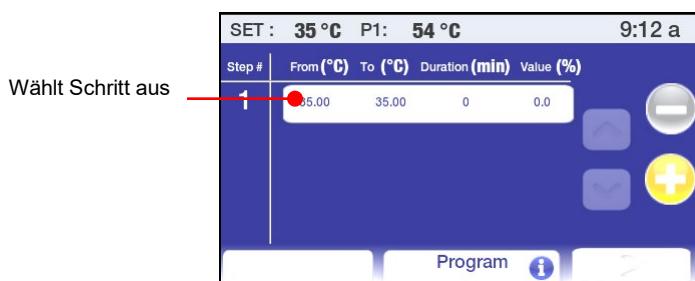 SET : 35 °C P1: 54 °C 9:12 a
Step # From (°C) To (°C) Duration (min) Value (%)
Wählt Schritt aus
1 35.00 35.00 0 0.0
Program